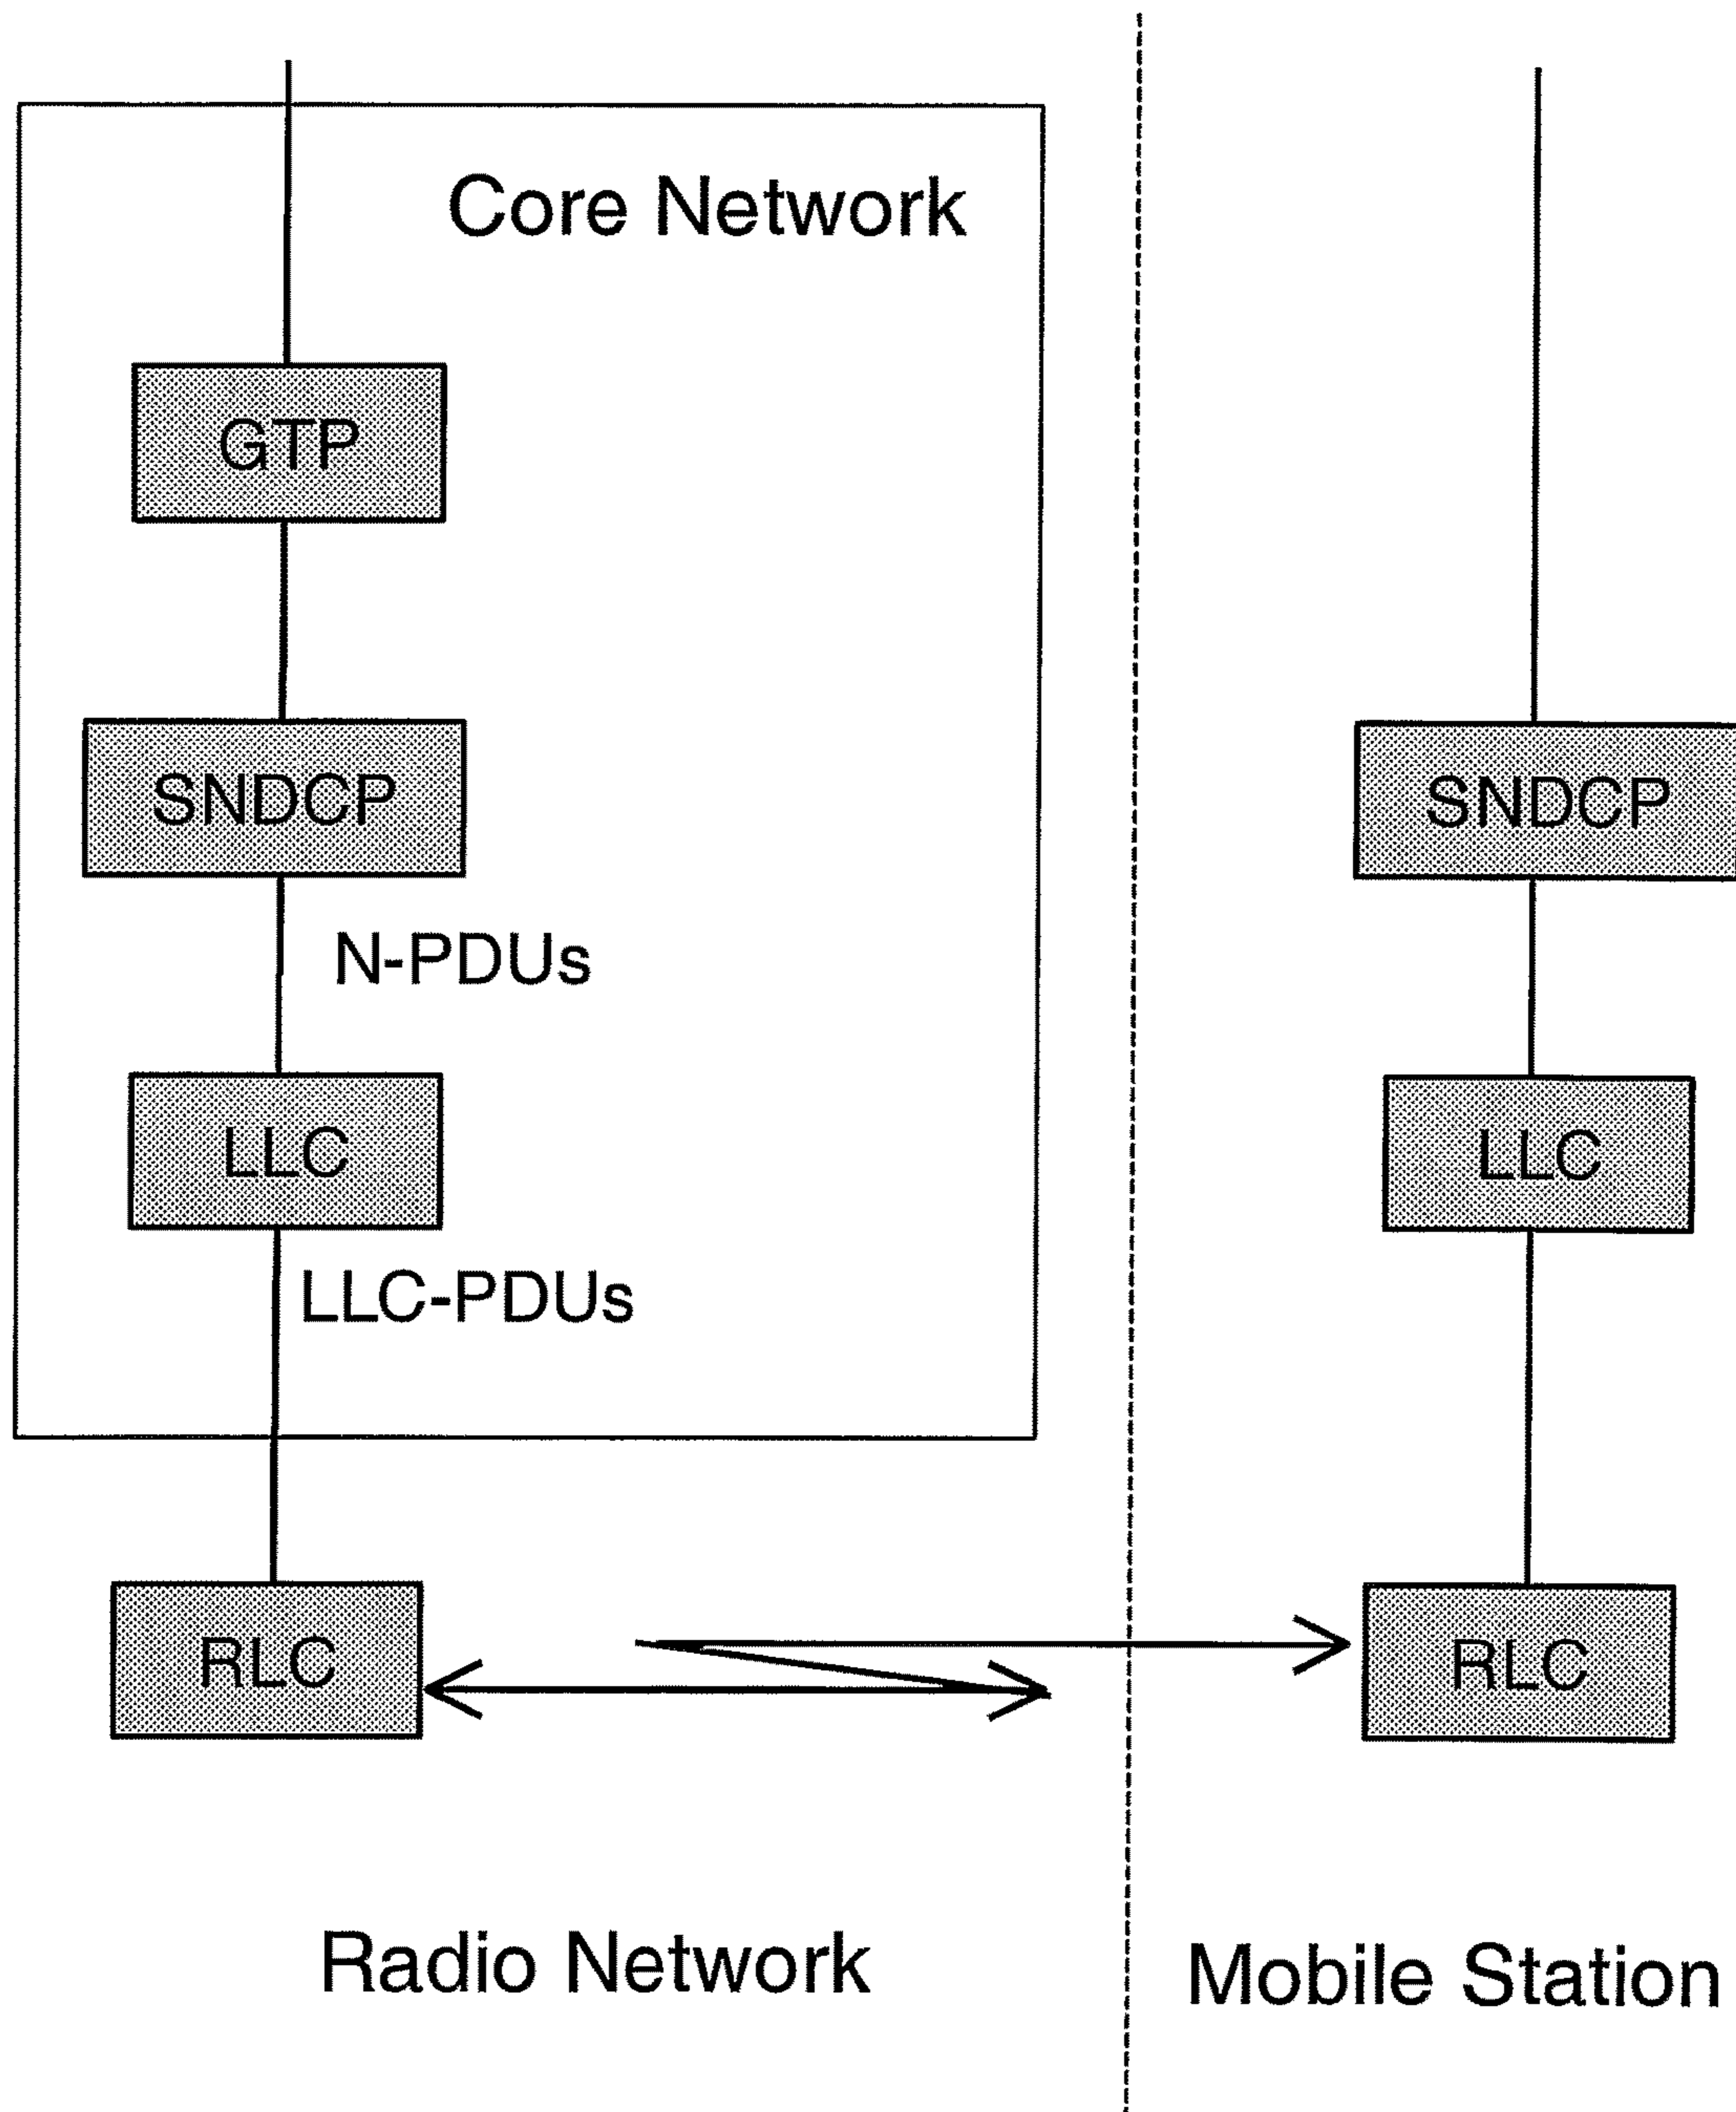 Core Network
GTP
SNDCP
SNDCP
N-PDUs
LLC
LLC
LLC-PDUs
RLC
RLC
Radio Network
Mobile Station